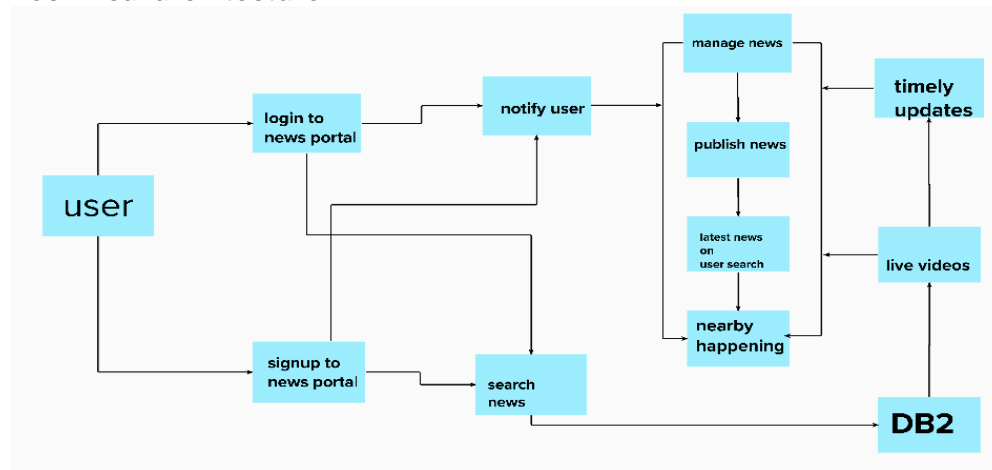 manage news
timely
updates
login to
news portal
notify user
publish news
user
latest news
on
user search
live videos
nearby
happening
signup to
news portal
search
news
DB2